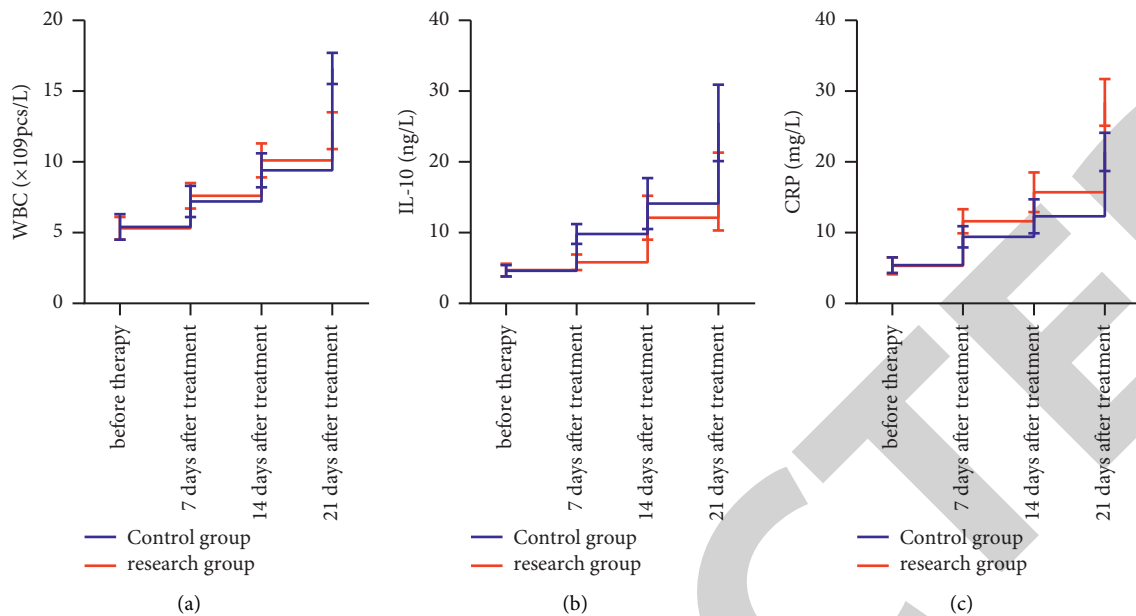 WBC (×109pcs/L)
20
15
10
5
0
before therapy
7 days after treatment
14 days after treatment
21 days after treatment
Control group
research group
(a)
IL-10 (ng/L)
40
30
20
10
0
before therapy
7 days after treatment
14 days after treatment
21 days after treatment
Control group
research group
(b)
CRP (mg/L)
40
30
20
10
0
before therapy
7 days after treatment
14 days after treatment
21 days after treatment
Control group
research group
(c)
CTE